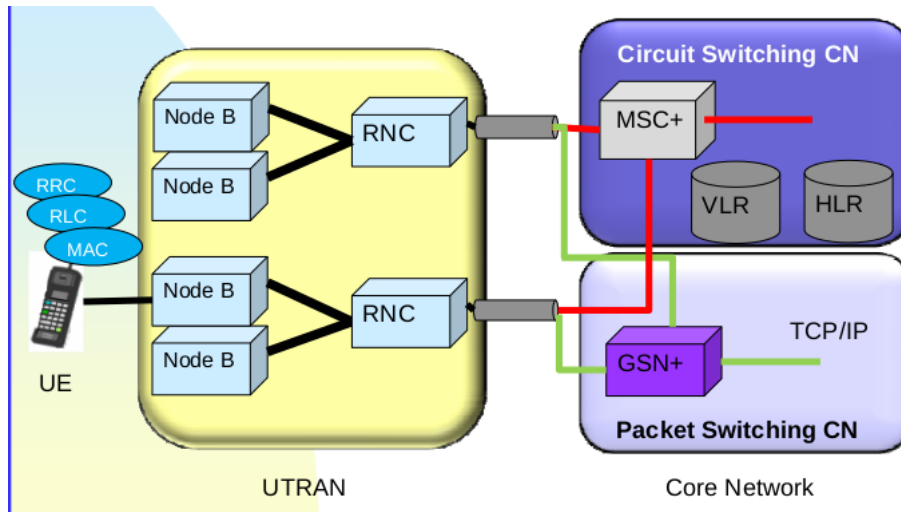 Circuit Switching CN
Node B
RNC
MSC+
Node B
RRC
VLR
HLR
RLC
MAC
Node B
RNC
TCP/IP
Node B
GSN+
UE
Packet Switching CN
UTRAN
Core Network